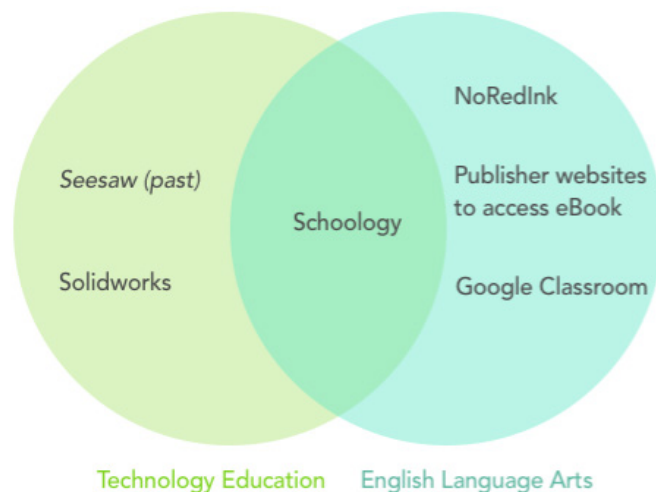 NoRedInk
Seesaw (past)
Publisher websites
to access eBook
Schoology
Solidworks
Google Classroom
Technology Education
English Language Arts